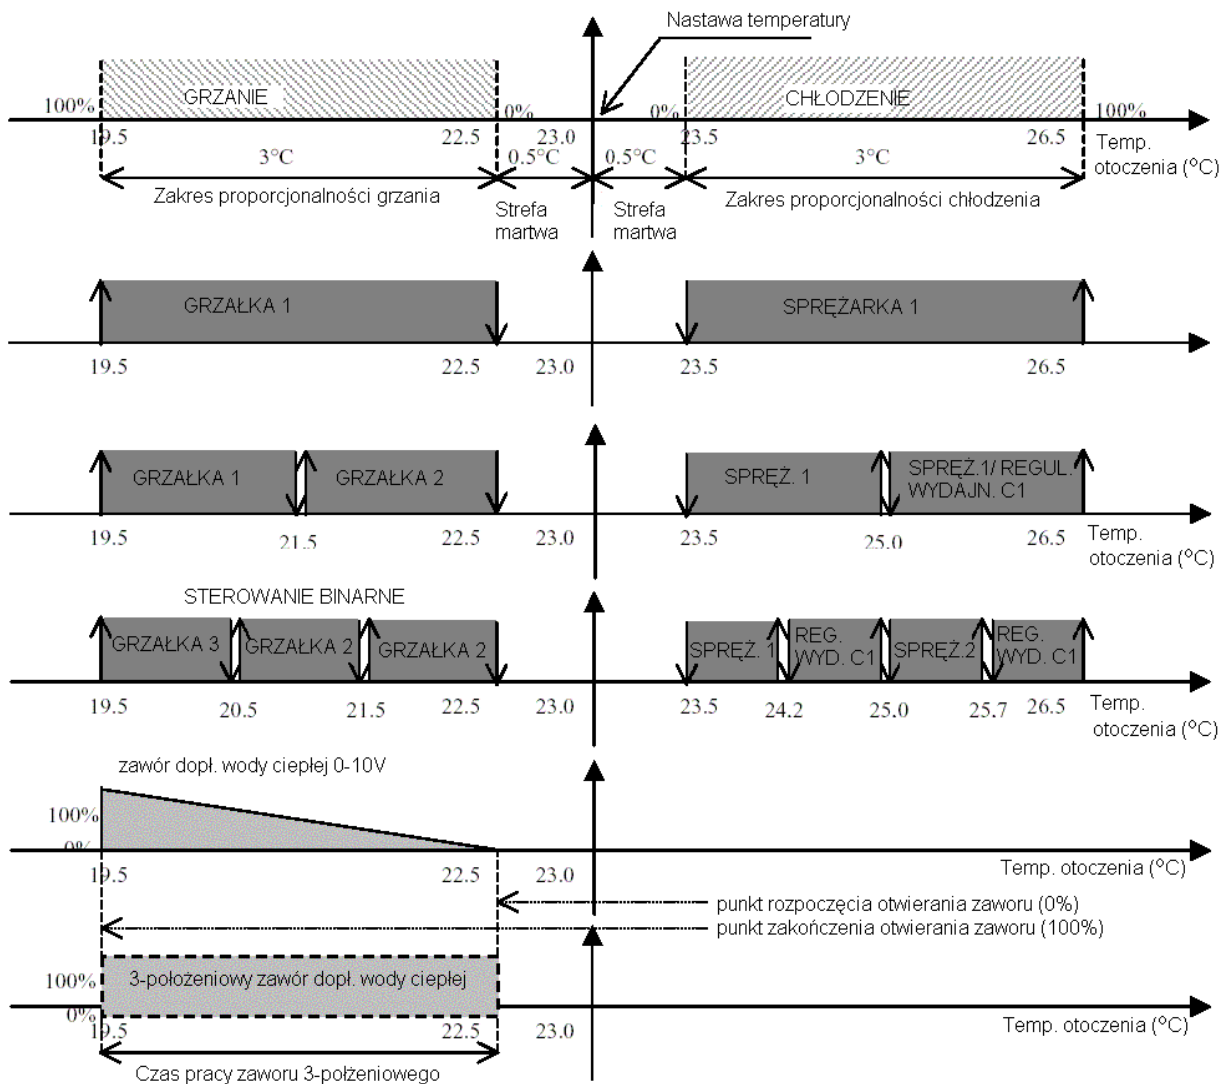 Nastawa temperatury
GRZANIE
CHŁODZENIE
100% 0% 0% 100%
19.5 22.5 23.0 23.5 26.5 Temp.
otoczenia (°C)
3°C 0.5°C 0.5°C 3°C
Zakres proporcjonalności grzania
Strefa
martwa
Strefa
martwa
Zakres proporcjonalności chłodzenia
GRZAŁKA 1 SPRĘŻARKA 1
19.5 22.5 23.0 23.5 26.5
GRZAŁKA 1 GRZAŁKA 2 SPRĘŻ. 1
SPRĘŻ.1/ REGUL.
WYDAJN. C1
19.5 21.5 22.5 23.0 23.5 25.0 26.5
Temp.
otoczenia (°C)
STEROWANIE BINARNE
GRZAŁKA 3 GRZAŁKA 2 GRZAŁKA 2 SPRĘŻ. 1
REG.
WYD. C1
SPRĘŻ.2
REG.
WYD. C1
19.5 20.5 21.5 22.5 23.0 23.5 24.2 25.0 25.7 26.5
Temp.
otoczenia (°C)
zawór dopł. wody ciepłej 0-10V
100%
0%
19.5 22.5 23.0 Temp. otoczenia (°C)
punkt rozpoczęcia otwierania zaworu (0%)
punkt zakończenia otwierania zaworu (100%)
3-położeniowy zawór dopł. wody ciepłej
100%
0%
19.5 22.5 23.0 Temp. otoczenia (°C)
Czas pracy zaworu 3-połżeniowego